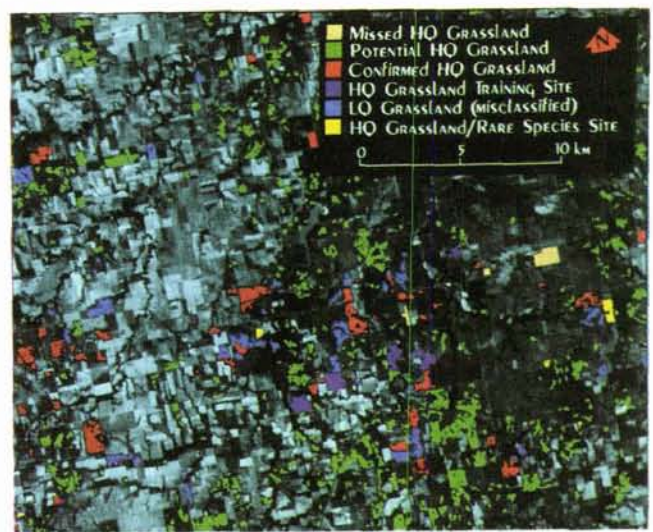 Missed HQ Grassland
Potential HQ Grassland
Confirmed HQ Grassland
HQ Grassland Training Site
LQ Grassland (misclassified)
HQ Grassland/Rare Species Site
0 5 10 km
N